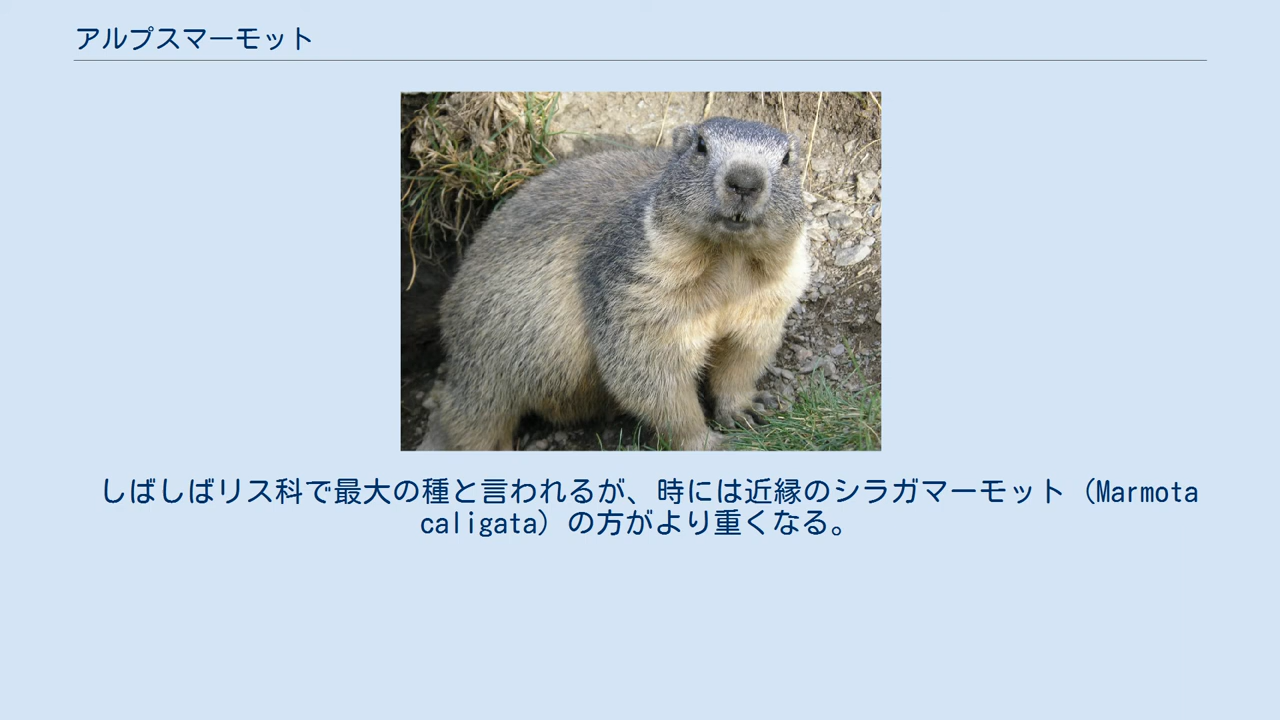 アルプスマーモット
しばしばリス科で最大の種と言われるが、時には近縁のシラガマーモット（Marmota
caligata）の方がより重くなる。